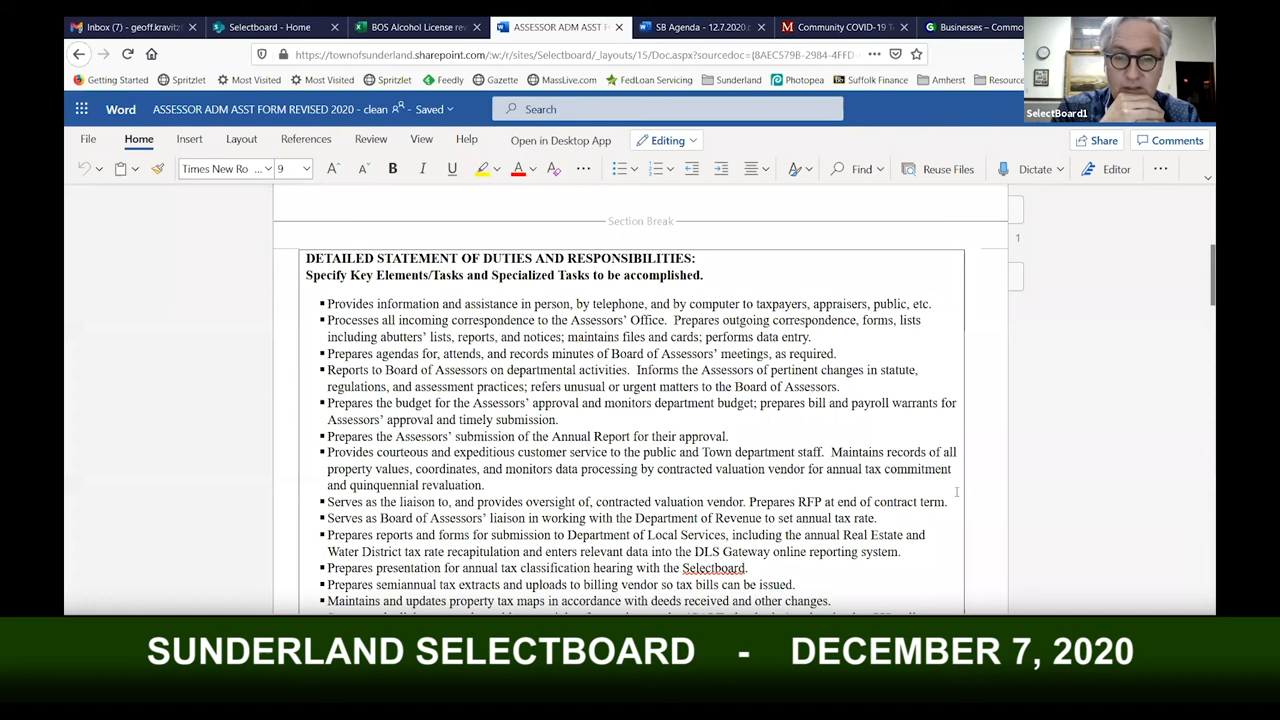 Inbox (7) - geoff.kravitz
Selectboard - Home
BOS Alcohol License rev
ASSESSOR ADM ASST FORM
SB Agenda - 12.7.2020
Community COVID-19 T
Businesses – Commo
https://townofsunderland.sharepoint.com/:w:/r/sites/Selectboard/_layouts/15/Doc.aspx?sourcedoc={8AEC579B-2984-4FFD-
Getting Started Spritzlet Most Visited Most Visited Spritzlet Feedly Gazette MassLive.com FedLoan Servicing Sunderland Photopea Suffolk Finance Amherst Resource
SelectBoard1
Word ASSESSOR ADM ASST FORM REVISED 2020 - clean - Saved Search
File Home Insert Layout References Review View Help Open in Desktop App Editing Share Comments
Times New Ro ... 9 A A B I U A Find Reuse Files Dictate Editor
Section Break
1
DETAILED STATEMENT OF DUTIES AND RESPONSIBILITIES:
Specify Key Elements/Tasks and Specialized Tasks to be accomplished.
▪ Provides information and assistance in person, by telephone, and by computer to taxpayers, appraisers, public, etc.
▪ Processes all incoming correspondence to the Assessors’ Office. Prepares outgoing correspondence, forms, lists
including abutters’ lists, reports, and notices; maintains files and cards; performs data entry.
▪ Prepares agendas for, attends, and records minutes of Board of Assessors’ meetings, as required.
▪ Reports to Board of Assessors on departmental activities. Informs the Assessors of pertinent changes in statute,
regulations, and assessment practices; refers unusual or urgent matters to the Board of Assessors.
▪ Prepares the budget for the Assessors’ approval and monitors department budget; prepares bill and payroll warrants for
Assessors’ approval and timely submission.
▪ Prepares the Assessors’ submission of the Annual Report for their approval.
▪ Provides courteous and expeditious customer service to the public and Town department staff. Maintains records of all
property values, coordinates, and monitors data processing by contracted valuation vendor for annual tax commitment
and quinquennial revaluation.
▪ Serves as the liaison to, and provides oversight of, contracted valuation vendor. Prepares RFP at end of contract term.
▪ Serves as Board of Assessors’ liaison in working with the Department of Revenue to set annual tax rate.
▪ Prepares reports and forms for submission to Department of Local Services, including the annual Real Estate and
Water District tax rate recapitulation and enters relevant data into the DLS Gateway online reporting system.
▪ Prepares presentation for annual tax classification hearing with the Selectboard.
▪ Prepares semiannual tax extracts and uploads to billing vendor so tax bills can be issued.
▪ Maintains and updates property tax maps in accordance with deeds received and other changes.
SUNDERLAND SELECTBOARD - DECEMBER 7, 2020